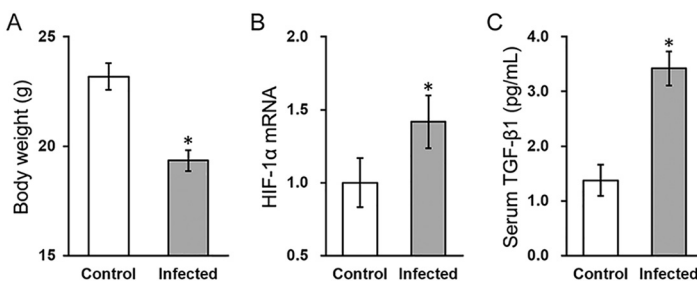 A
Body weight (g)
25
20
15
*
Control Infected
B
HIF-1α mRNA
2.0
1.5
1.0
0.5
*
Control Infected
C
Serum TGF-β1 (pg/mL)
4.0
3.0
2.0
1.0
0.0
*
Control Infected